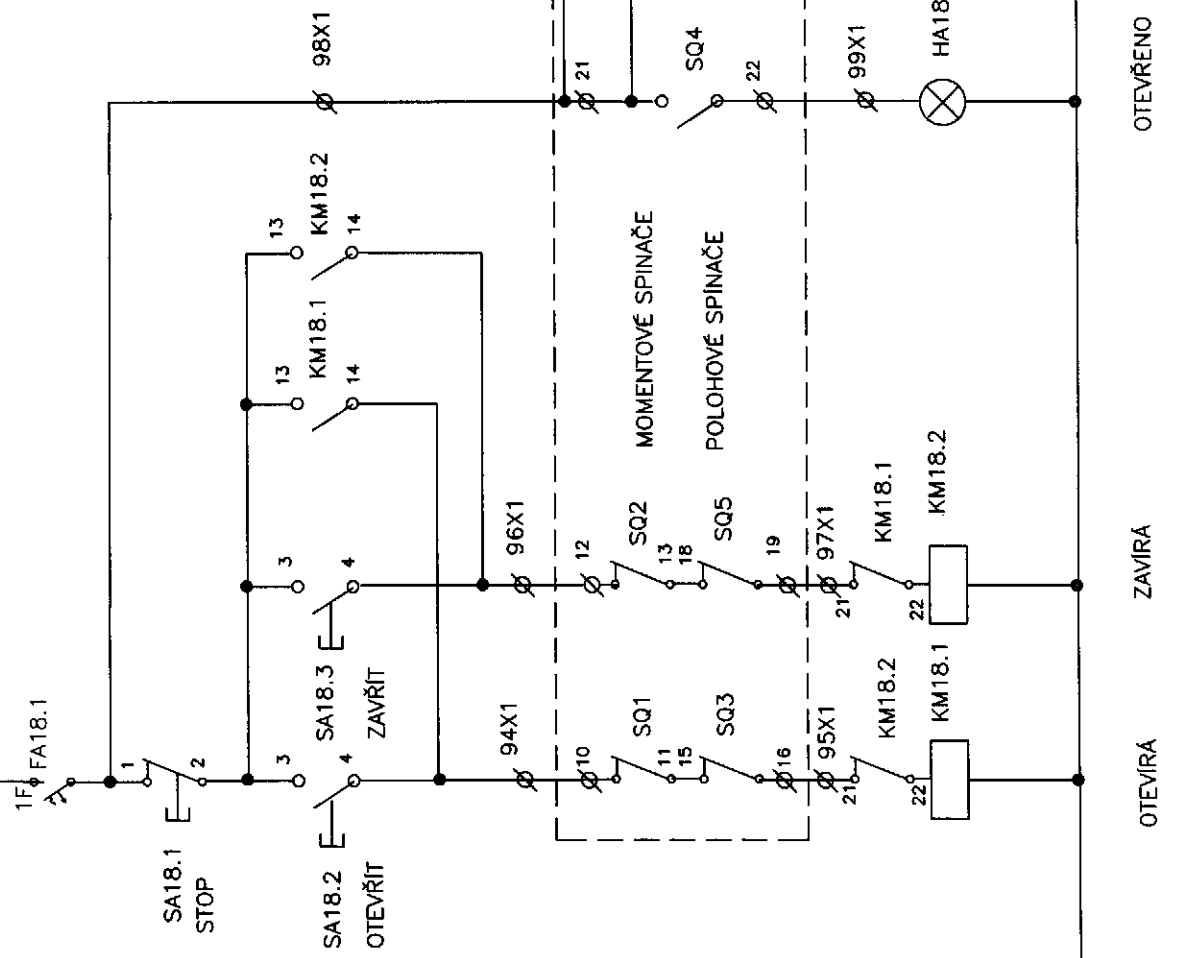 1F
FA18.1
1
2
SA18.1
STOP
3
4
SA18.2
OTEVŘÍT
3
4
SA18.3
ZAVŘÍT
13
14
KM18.1
13
14
KM18.2
98X1
94X1
96X1
10
SQ1
11
15
SQ3
16
95X1
21
22
KM18.2
KM18.1
OTEVÍRÁ
12
SQ2
13
18
SQ5
19
97X1
21
22
KM18.1
KM18.2
ZAVÍRÁ
MOMENTOVÉ SPINAČE
POLOHOVÉ SPÍNAČE
21
SQ4
22
99X1
HA18
OTEVŘENO